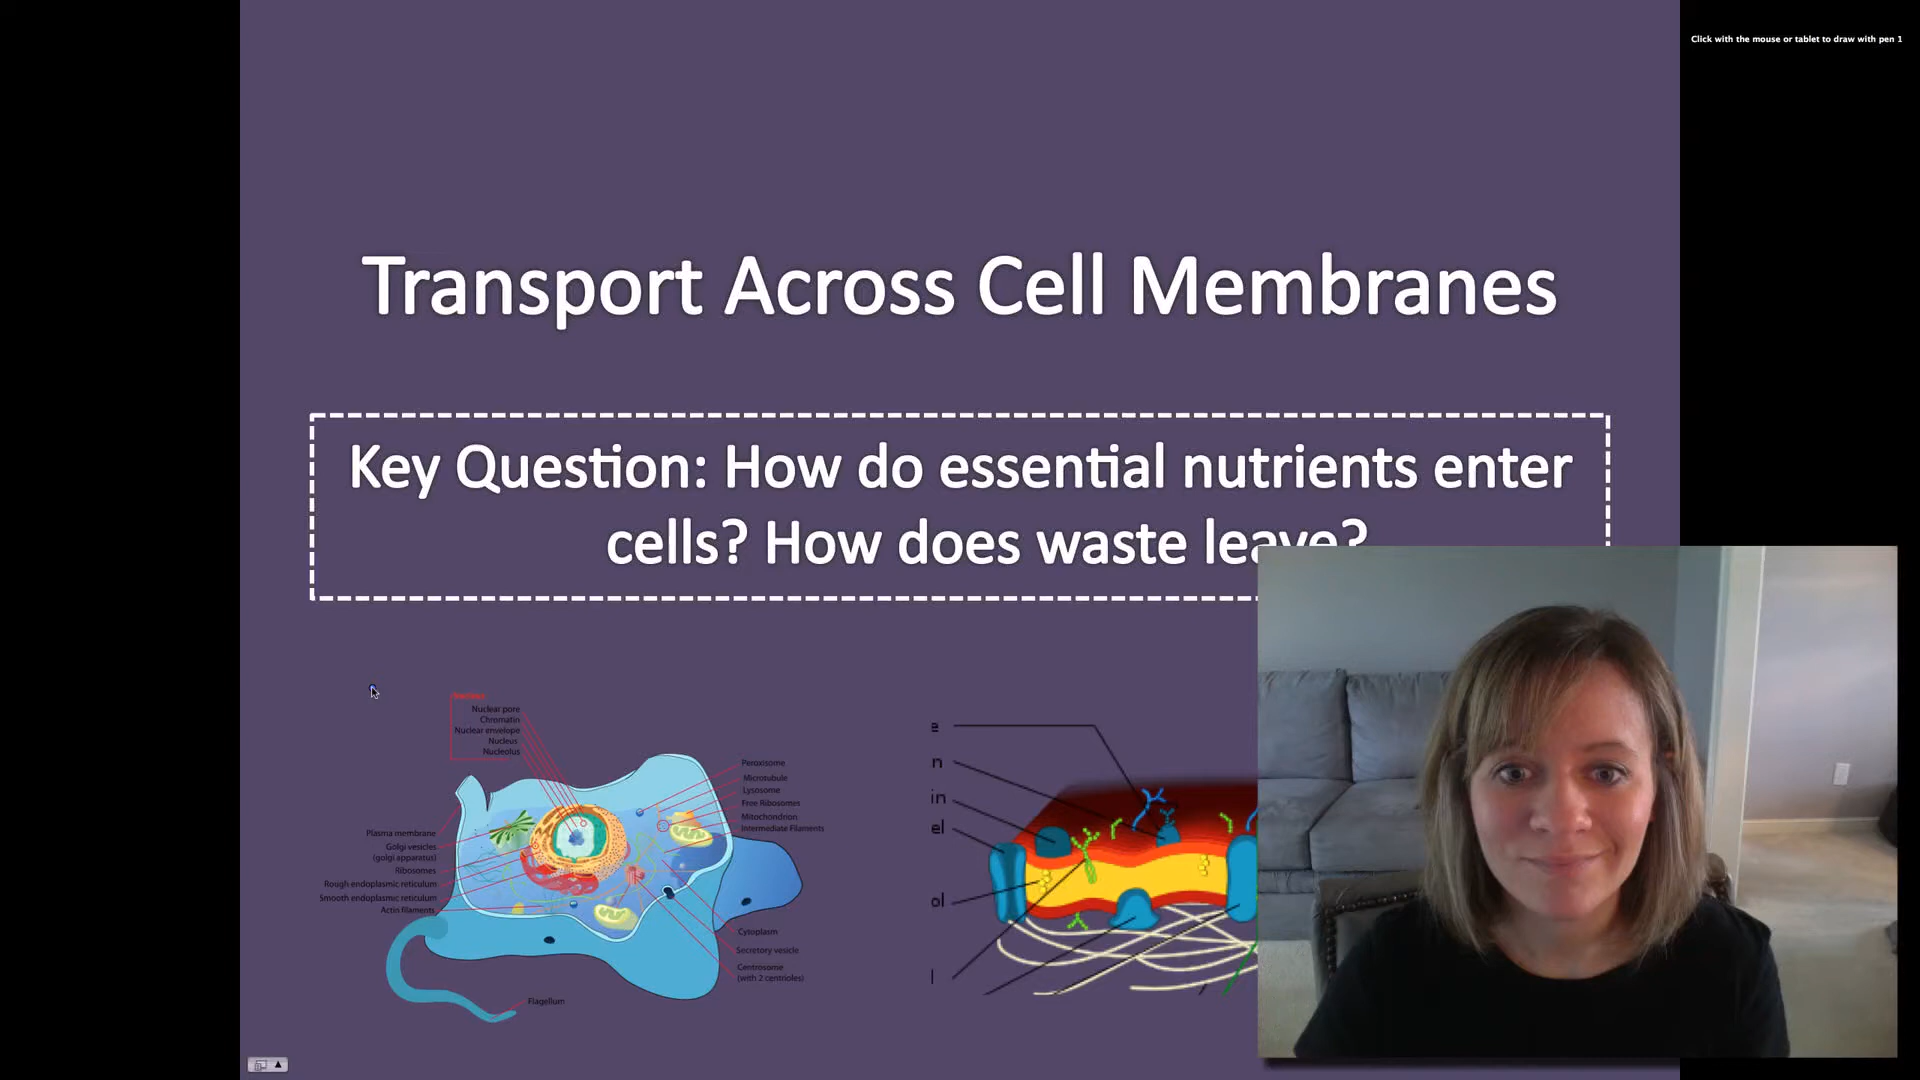 Click with the mouse or tablet to draw with pen 1
Transport Across Cell Membranes
Key Question: How do essential nutrients enter
cells? How does waste leave?
Nucleus
Nuclear pore
Chromatin
Nuclear envelope
Nucleus
Nucleolus
Peroxisome
Microtubule
Lysosome
Free Ribosomes
Mitochondrion
Intermediate Filaments
Plasma membrane
Golgi vesicles
(golgi apparatus)
Ribosomes
Rough endoplasmic reticulum
Smooth endoplasmic reticulum
Actin filaments
Cytoplasm
Secretory vesicle
Centrosome
(with 2 centrioles)
Flagellum
e
n
in
el
ol
l